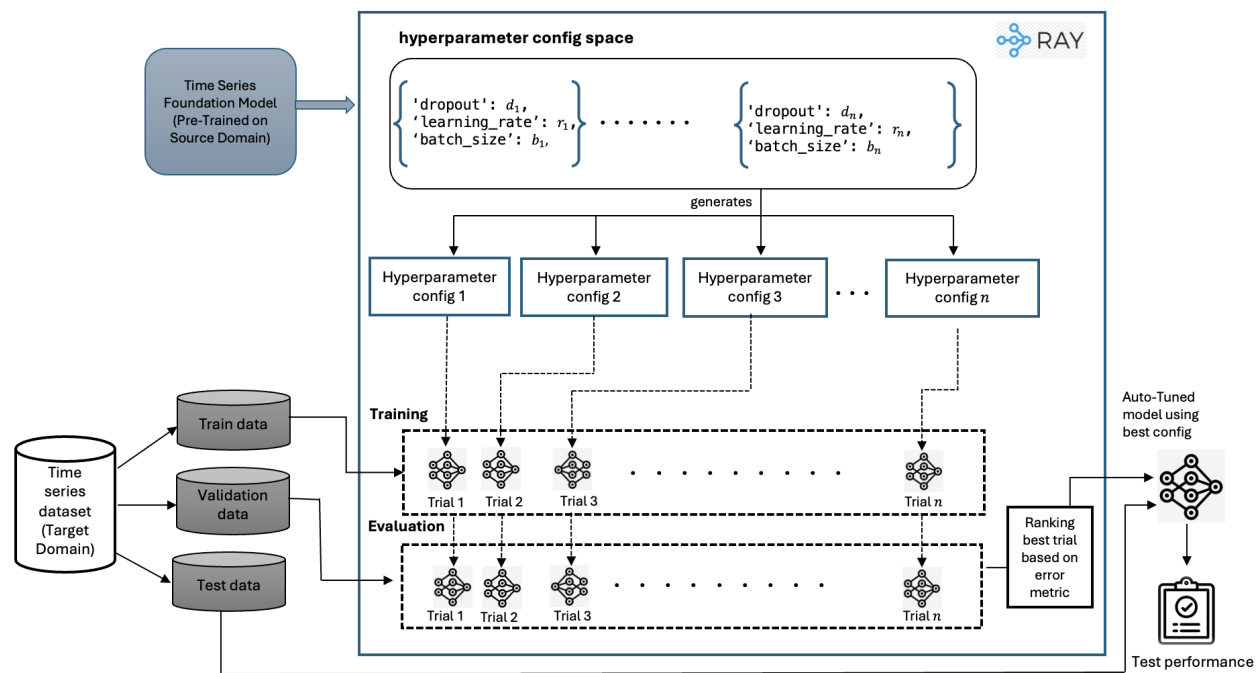 hyperparameter config space
RAY
Time Series
Foundation Model
(Pre-Trained on
Source Domain)
'dropout': d₁,
‘learning_rate’: r₁,
‘batch_size’: b₁,
'dropout': dₙ,
‘learning_rate’: rₙ,
‘batch_size’: bₙ
generates
Hyperparameter
config 1
Hyperparameter
config 2
Hyperparameter
config 3
Hyperparameter
config n
Time
series
dataset
(Target
Domain)
Train data
Validation
data
Test data
Training
Trial 1
Trial 2
Trial 3
Trial n
Evaluation
Trial 1
Trial 2
Trial 3
Trial n
Ranking
best trial
based on
error
metric
Auto-Tuned
model using
best config
Test performance